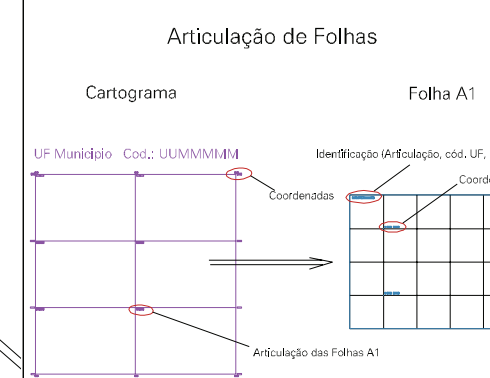 Articulação de Folhas
Cartograma
Folha A1
UF Municipio Cod.: UUMMMMM
Identificação (Articulação, cód. UF,
Coordenadas
Coord
Articulação das Folhas A1